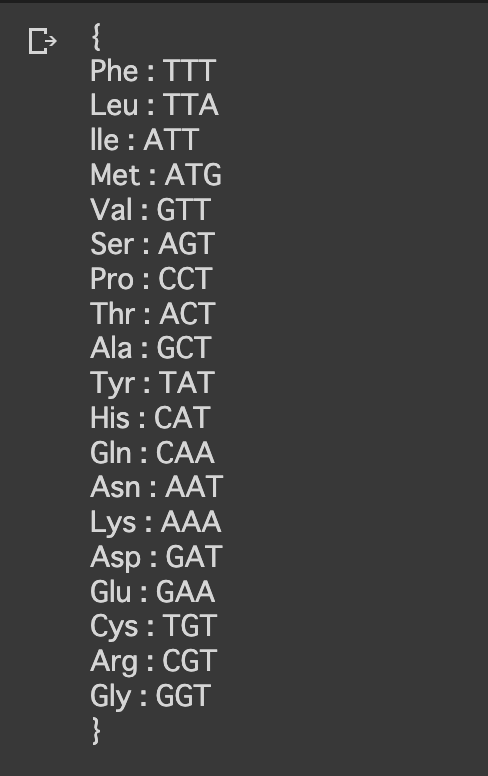 {
Phe : TTT
Leu : TTA
Ile : ATT
Met : ATG
Val : GTT
Ser : AGT
Pro : CCT
Thr : ACT
Ala : GCT
Tyr : TAT
His : CAT
Gln : CAA
Asn : AAT
Lys : AAA
Asp : GAT
Glu : GAA
Cys : TGT
Arg : CGT
Gly : GGT
}